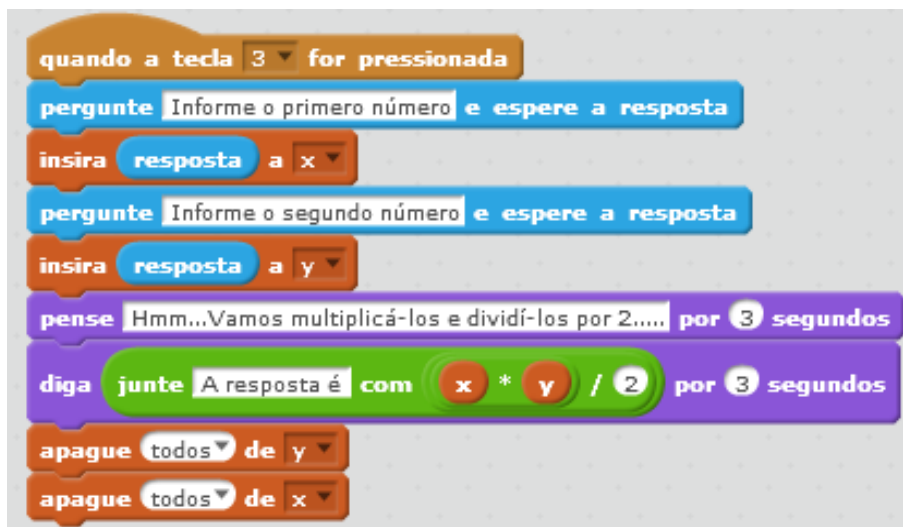 quando a tecla 3 for pressionada
pergunte Informe o primero número e espere a resposta
insira resposta a x
pergunte Informe o segundo número e espere a resposta
insira resposta a y
pense Hmm...Vamos multiplicá-los e dividí-los por 2..... por 3 segundos
diga junte A resposta é com x * y / 2 por 3 segundos
apague todos de y
apague todos de x